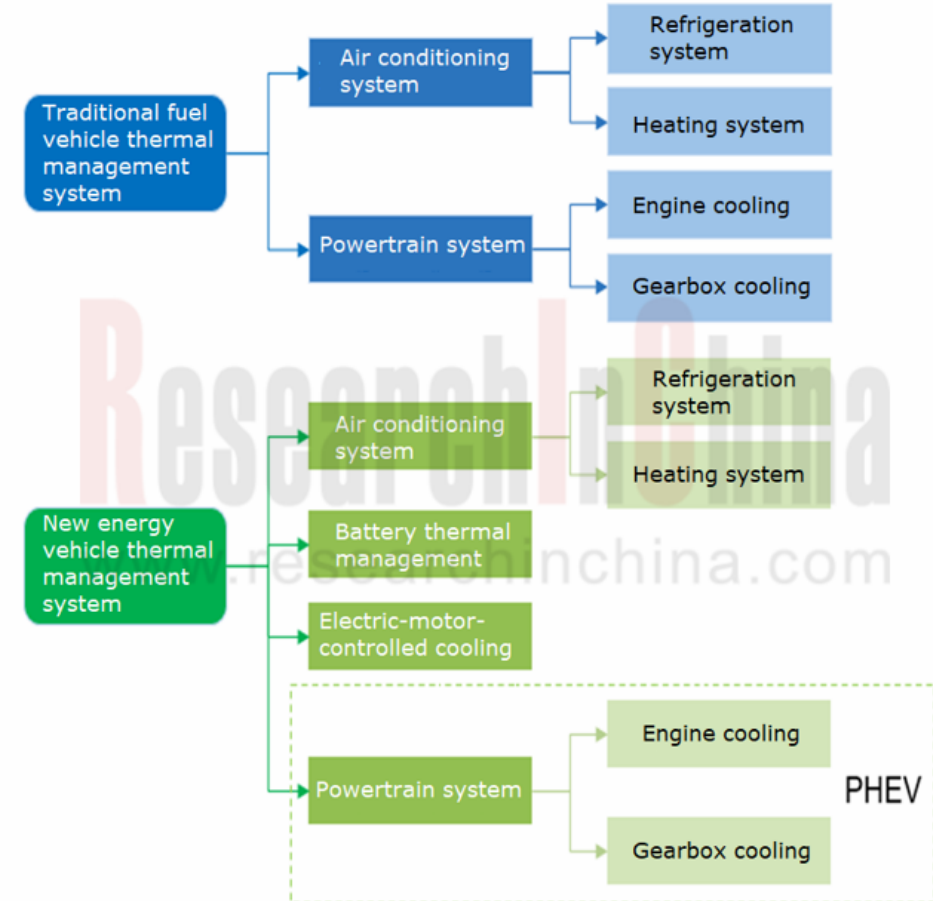 Refrigeration
system
Air conditioning
system
Heating system
Traditional fuel
vehicle thermal
management
system
Engine cooling
Powertrain system
Gearbox cooling
ResearchInChina
Refrigeration
system
Air conditioning
system
Heating system
New energy
vehicle thermal
management
system
Battery thermal
management
www.researchinchina.com
Electric-motor-
controlled cooling
Engine cooling
Powertrain system
PHEV
Gearbox cooling